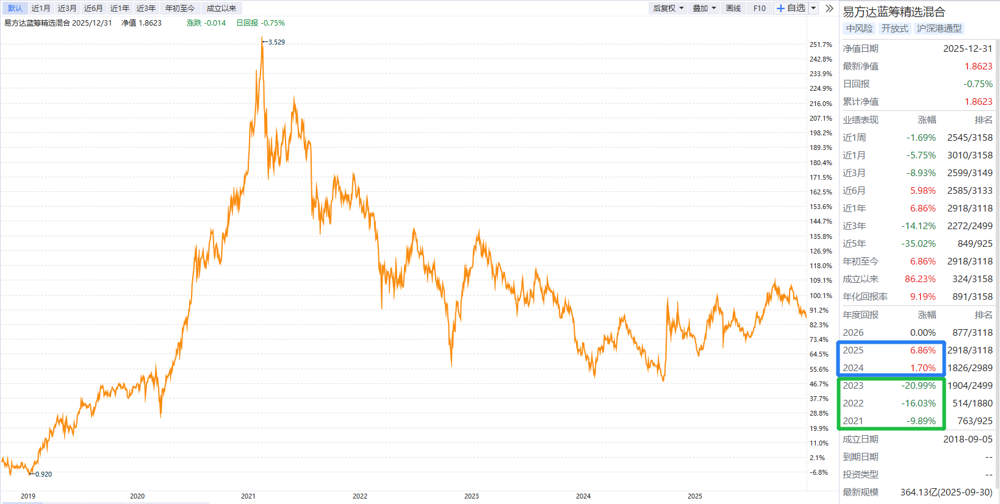 默认 近1月 近3月 近6月 近1年 近3年 年初至今 成立以来 后复权 叠加 画线 F10 +自选
易方达蓝筹精选混合 2025/12/31 净值 1.8623 涨跌 -0.014 日回报 -0.75%
←3.529
←0.920
251.7%
242.8%
233.9%
224.9%
216.0%
207.1%
198.2%
189.3%
180.4%
171.5%
162.5%
153.6%
144.7%
135.8%
126.9%
118.0%
109.1%
100.1%
91.2%
82.3%
73.4%
64.5%
55.6%
46.7%
37.7%
28.8%
19.9%
11.0%
2.1%
-6.8%
2019 2020 2021 2022 2023 2024 2025
易方达蓝筹精选混合
中风险 开放式 沪深港通型
净值日期 2025-12-31
最新净值 1.8623
日回报 -0.75%
累计净值 1.8623
业绩表现 涨幅 排名
近1周 -1.69% 2545/3158
近1月 -5.75% 3010/3158
近3月 -8.93% 2599/3149
近6月 5.98% 2585/3133
近1年 6.86% 2918/3118
近3年 -14.12% 2272/2499
近5年 -35.02% 849/925
年初至今 6.86% 2918/3118
成立以来 86.23% 324/3158
年化回报率 9.19% 891/3158
年度回报 涨幅 排名
2026 0.00% 877/3118
2025 6.86% 2918/3118
2024 1.70% 1826/2989
2023 -20.99% 1904/2499
2022 -16.03% 514/1880
2021 -9.89% 763/925
成立日期 2018-09-05
到期日期 --
投资类型 --
最新规模 364.13亿(2025-09-30)